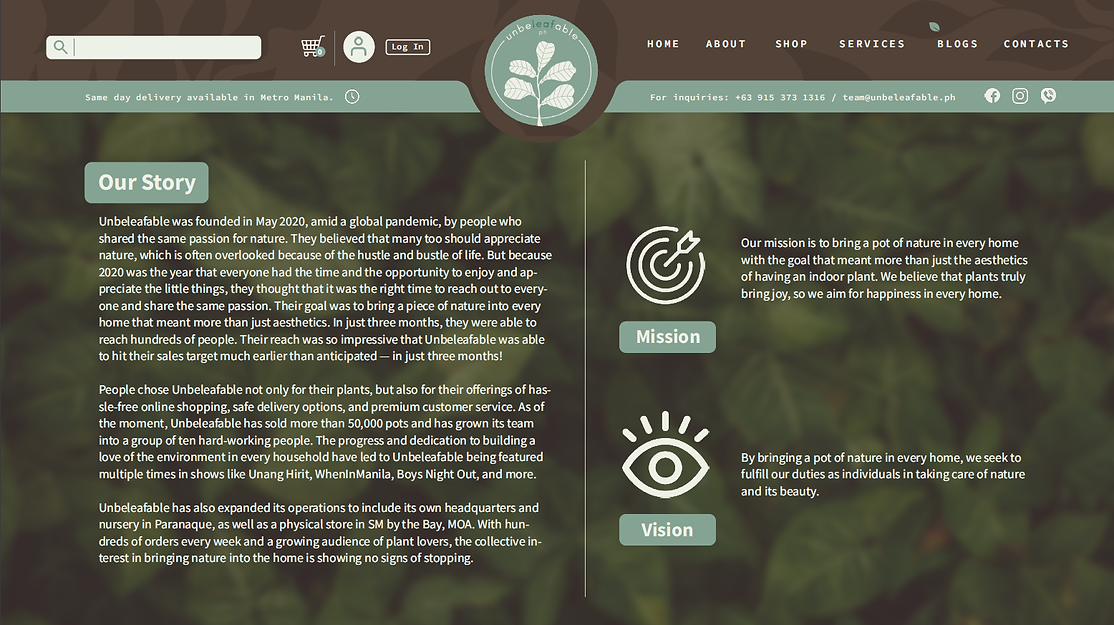 0
Log In
unbeleafable.
ph
HOME ABOUT SHOP SERVICES BLOGS CONTACTS
Same day delivery available in Metro Manila.
For inquiries: +63 915 373 1316 / team@unbeleafable.ph
Our Story
Unbeleafable was founded in May 2020, amid a global pandemic, by people who
shared the same passion for nature. They believed that many too should appreciate
nature, which is often overlooked because of the hustle and bustle of life. But because
2020 was the year that everyone had the time and the opportunity to enjoy and ap-
preciate the little things, they thought that it was the right time to reach out to every-
one and share the same passion. Their goal was to bring a piece of nature into every
home that meant more than just aesthetics. In just three months, they were able to
reach hundreds of people. Their reach was so impressive that Unbeleafable was able
to hit their sales target much earlier than anticipated — in just three months!
People chose Unbeleafable not only for their plants, but also for their offerings of has-
sle-free online shopping, safe delivery options, and premium customer service. As of
the moment, Unbeleafable has sold more than 50,000 pots and has grown its team
into a group of ten hard-working people. The progress and dedication to building a
love of the environment in every household have led to Unbeleafable being featured
multiple times in shows like Unang Hirit, WhenInManila, Boys Night Out, and more.
Unbeleafable has also expanded its operations to include its own headquarters and
nursery in Paranaque, as well as a physical store in SM by the Bay, MOA. With hun-
dreds of orders every week and a growing audience of plant lovers, the collective in-
terest in bringing nature into the home is showing no signs of stopping.
Our mission is to bring a pot of nature in every home
with the goal that meant more than just the aesthetics
of having an indoor plant. We believe that plants truly
bring joy, so we aim for happiness in every home.
Mission
By bringing a pot of nature in every home, we seek to
fulfill our duties as individuals in taking care of nature
and its beauty.
Vision